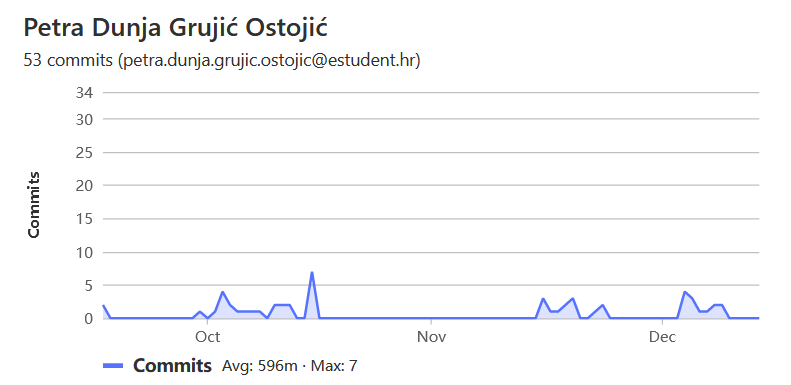 Petra Dunja Grujić Ostojić
53 commits (petra.dunja.grujic.ostojic@estudent.hr)
34
30
25
20
15
10
5
0
Commits
Oct Nov Dec
Commits Avg: 596m · Max: 7